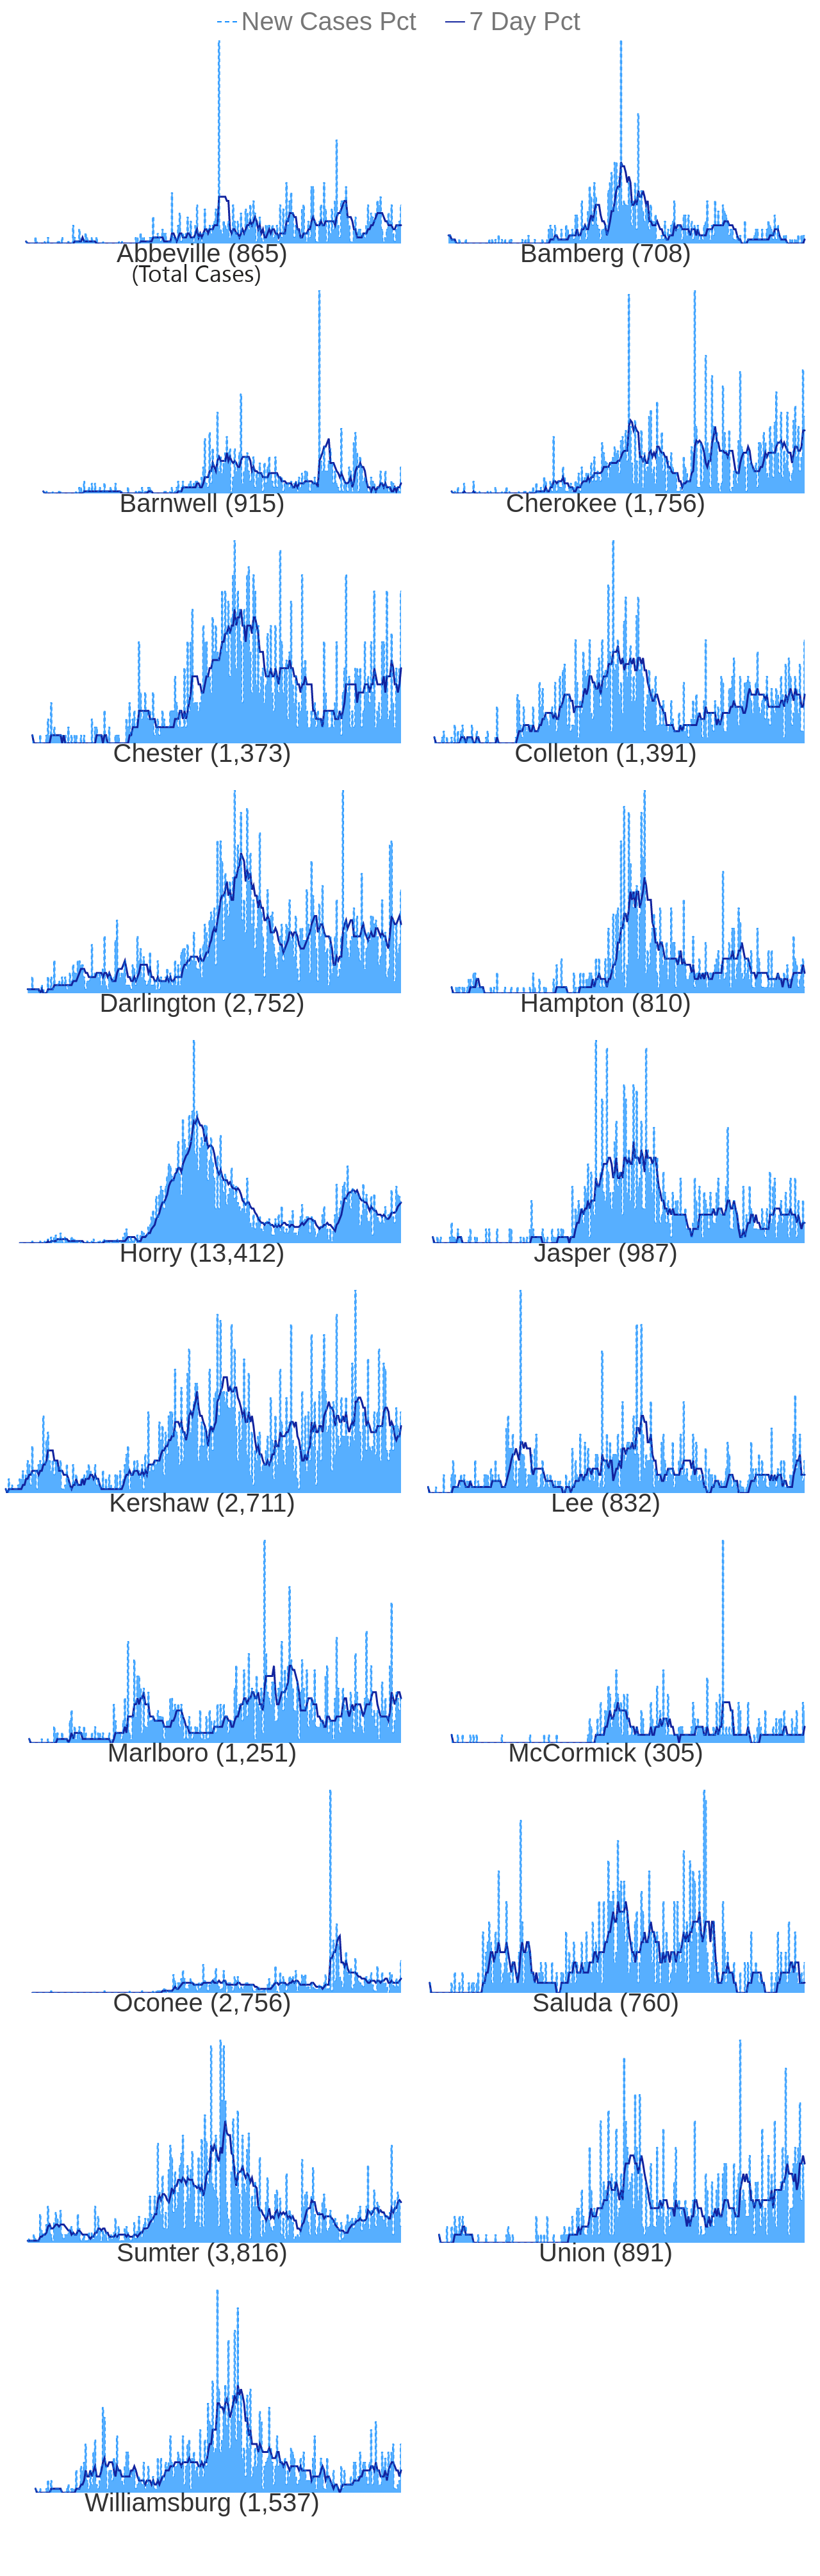 New Cases Pct 7 Day Pct
Abbeville (865) Bamberg (708)
(Total Cases)
Barnwell (915) Cherokee (1,756)
Chester (1,373) Colleton (1,391)
Darlington (2,752) Hampton (810)
Horry (13,412) Jasper (987)
Kershaw (2,711) Lee (832)
Marlboro (1,251) McCormick (305)
Oconee (2,756) Saluda (760)
Sumter (3,816) Union (891)
Williamsburg (1,537)